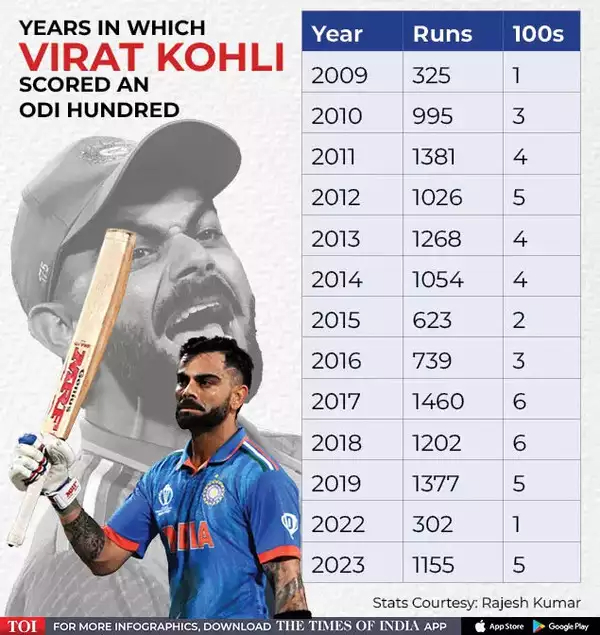 YEARS IN WHICH
VIRAT KOHLI
SCORED AN
ODI HUNDRED
Year Runs 100s
2009 325 1
2010 995 3
2011 1381 4
2012 1026 5
2013 1268 4
2014 1054 4
2015 623 2
2016 739 3
2017 1460 6
2018 1202 6
2019 1377 5
2022 302 1
2023 1155 5
175
MRF
Stats Courtesy: Rajesh Kumar
TOI FOR MORE INFOGRAPHICS, DOWNLOAD THE TIMES OF INDIA APP App Store Google Play